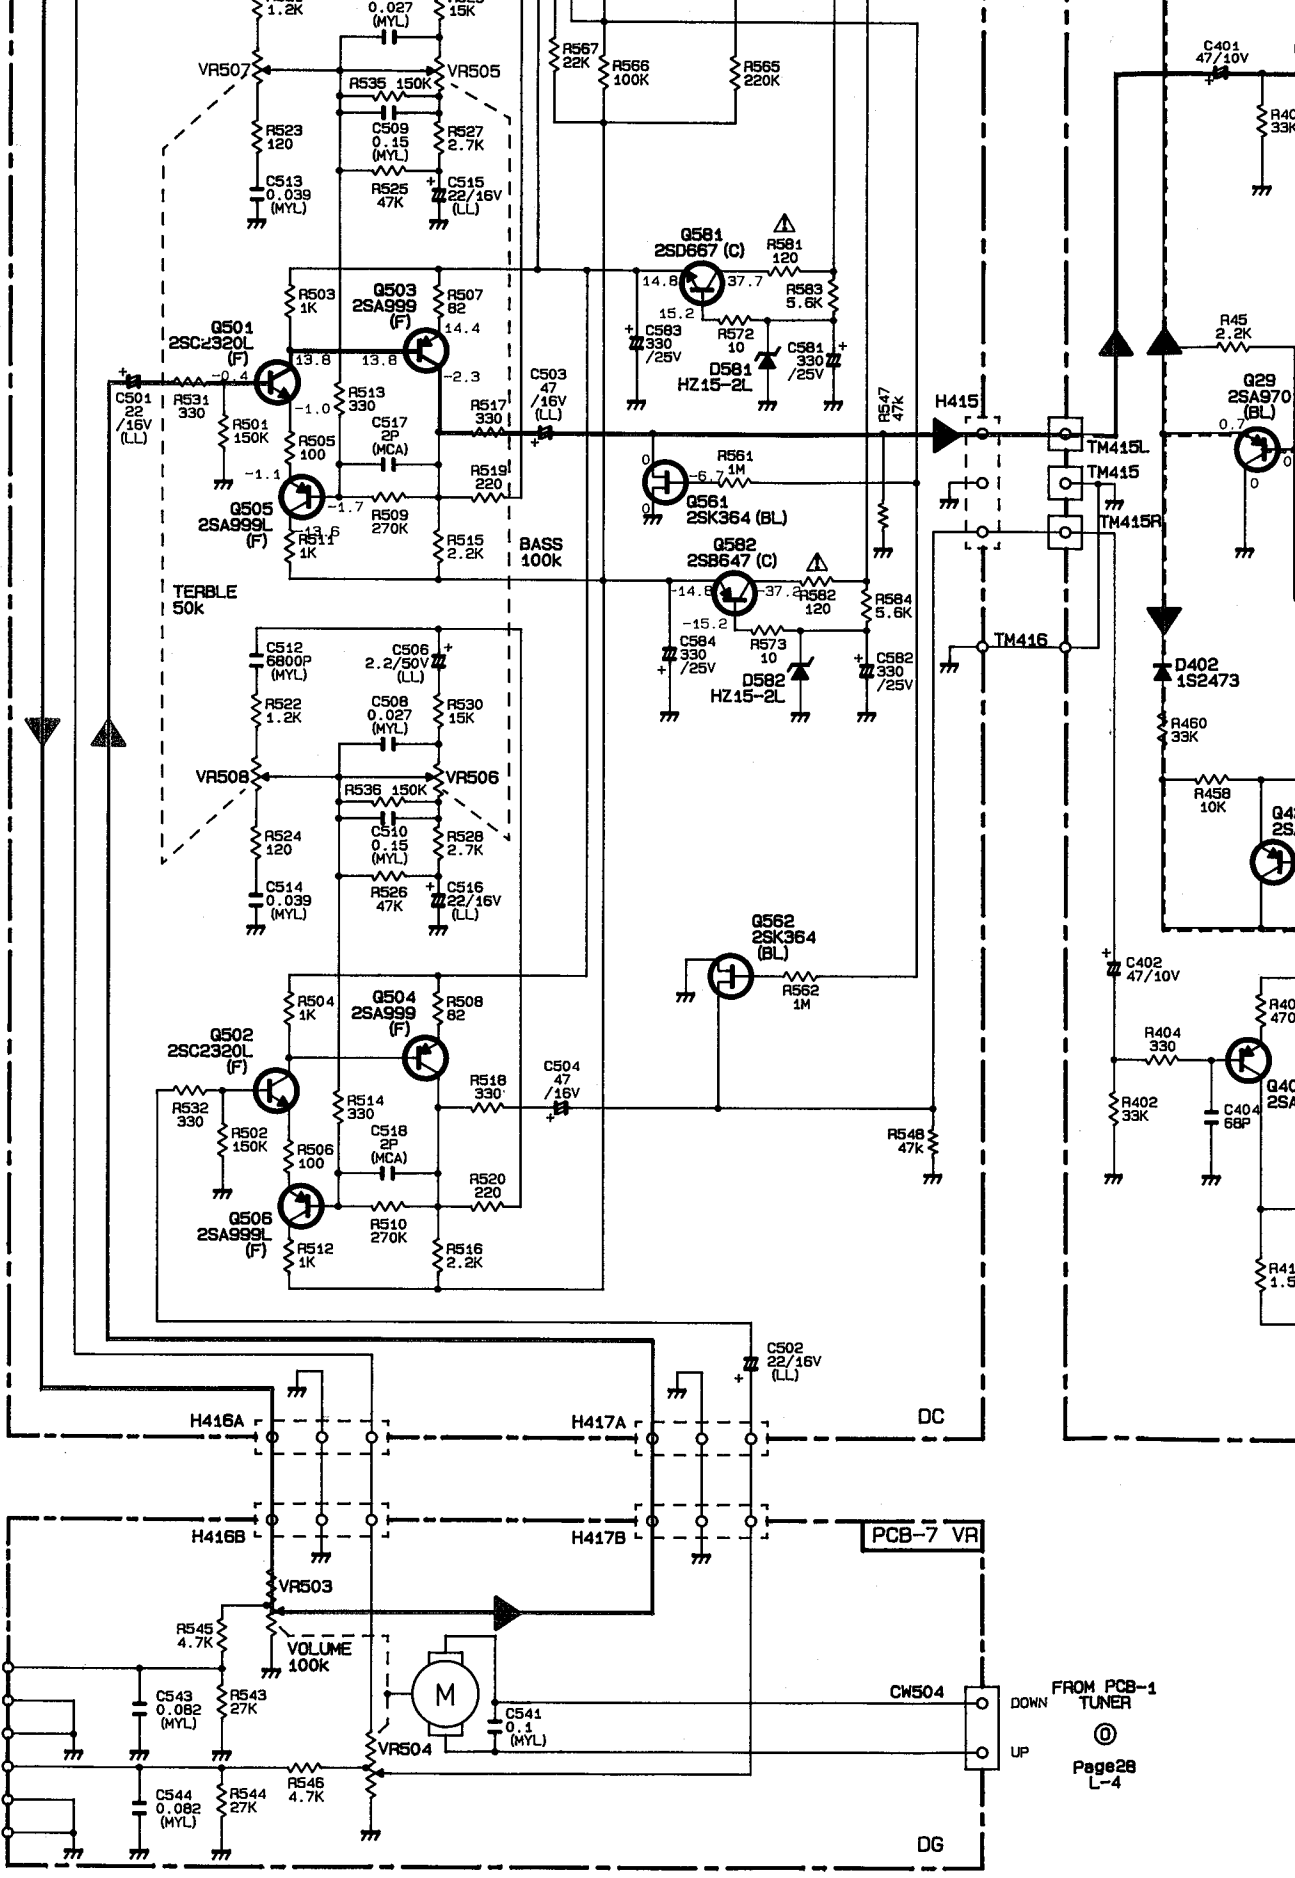 1.2K
0.027
(MYL)
15K
C401
47/10V
R567
22K
R566
100K
R565
220K
VR507
VR505
R535 150K
R523
120
C509
0.15
(MYL)
R527
2.7K
R40
33K
C513
0.039
(MYL)
R525
47K
C515
22/16V
(LL)
Q581
2SD667 (C)
R581
120
14.8
37.7
15.2
R583
5.6K
R503
1K
Q503
2SA999
(F)
R507
82
14.4
Q501
2SC2320L
(F)
13.8
13.8
-2.3
C583
330
/25V
R572
10
D581
HZ15-2L
C581
330
/25V
R45
2.2K
Q29
2SA970
(BL)
0.7
0
0
C501
22
/16V
(LL)
R531
330
-0.4
R501
150K
-1.0
R513
330
R517
330
C503
47
/16V
(LL)
R547
47k
H415
TM415L
TM415
TM415R
R505
100
C517
2P
(MCA)
-1.1
-1.7
0
0
-6.7
R561
1M
Q561
2SK364 (BL)
R519
220
Q505
2SA999L
(F)
-13.6
R511
1K
R509
270K
R515
2.2K
BASS
100k
Q582
2SB647 (C)
-14.8
-37.2
R582
120
R584
5.6K
-15.2
TERBLE
50k
C584
330
/25V
R573
10
D582
HZ15-2L
C582
330
/25V
TM416
D402
1S2473
R460
33K
C512
6800P
(MYL)
C506
2.2/50V
(LL)
R522
1.2K
C508
0.027
(MYL)
R530
15K
VR508
VR506
R536 150K
R458
10K
Q4
2S
R524
120
C510
0.15
(MYL)
R528
2.7K
C514
0.039
(MYL)
R526
47K
C516
22/16V
(LL)
Q562
2SK364
(BL)
R562
1M
C402
47/10V
R504
1K
Q504
2SA999
(F)
R508
82
Q502
2SC2320L
(F)
R40
470
R404
330
R532
330
R502
150K
R514
330
R518
330
C504
47
/16V
R402
33K
C404
68P
Q40
2SA
R548
47k
R506
100
C518
2P
(MCA)
Q506
2SA999L
(F)
R512
1K
R510
270K
R520
220
R516
2.2K
R41
1.5
C502
22/16V
(LL)
H416A
H417A
DC
H416B
H417B
PCB-7 VR
VR503
R545
4.7K
VOLUME
100k
M
C543
0.082
(MYL)
R543
27K
CW504
DOWN
UP
FROM PCB-1
TUNER
Page28
L-4
C541
0.1
(MYL)
VR504
C544
0.082
(MYL)
R544
27K
R546
4.7K
DG